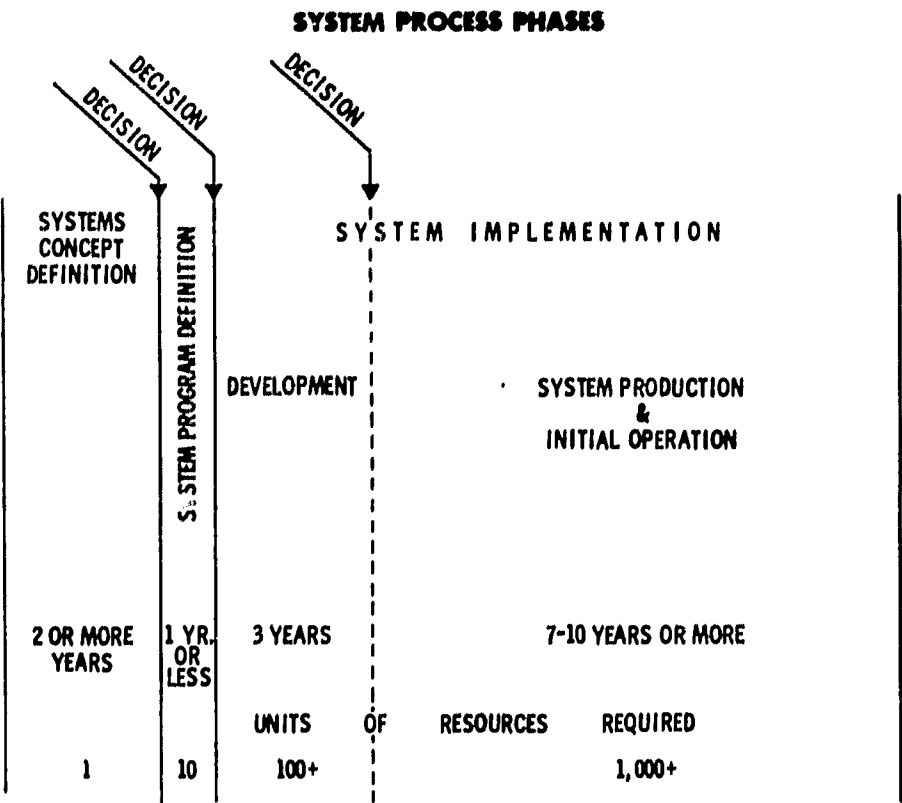 SYSTEM PROCESS PHASES
DECISION
DECISION
DECISION
SYSTEMS
CONCEPT
DEFINITION
SYSTEM PROGRAM DEFINITION
SYSTEM IMPLEMENTATION
DEVELOPMENT
SYSTEM PRODUCTION
&
INITIAL OPERATION
2 OR MORE
YEARS
1 YR.
OR
LESS
3 YEARS
7-10 YEARS OR MORE
UNITS OF RESOURCES REQUIRED
1
10
100+
1,000+